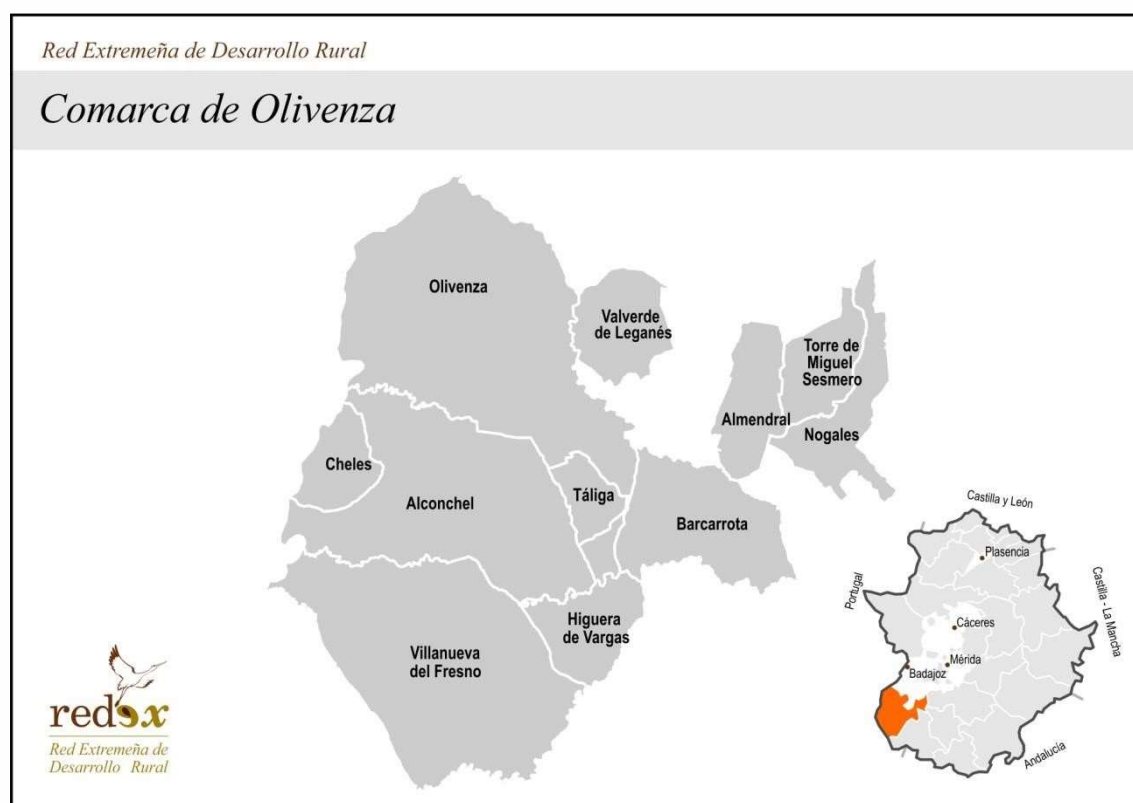 Red Extremeña de Desarrollo Rural
Comarca de Olivenza
Olivenza
Valverde
de Leganés
Torre de
Miguel
Sesmero
Almendral
Nogales
Cheles
Alconchel
Táliga
Barcarrota
Higuera
de Vargas
Villanueva
del Fresno
Castilla y León
Plasencia
Portugal
Castilla - La Mancha
Cáceres
Mérida
Badajoz
Andalucía
redex
Red Extremeña de
Desarrollo Rural